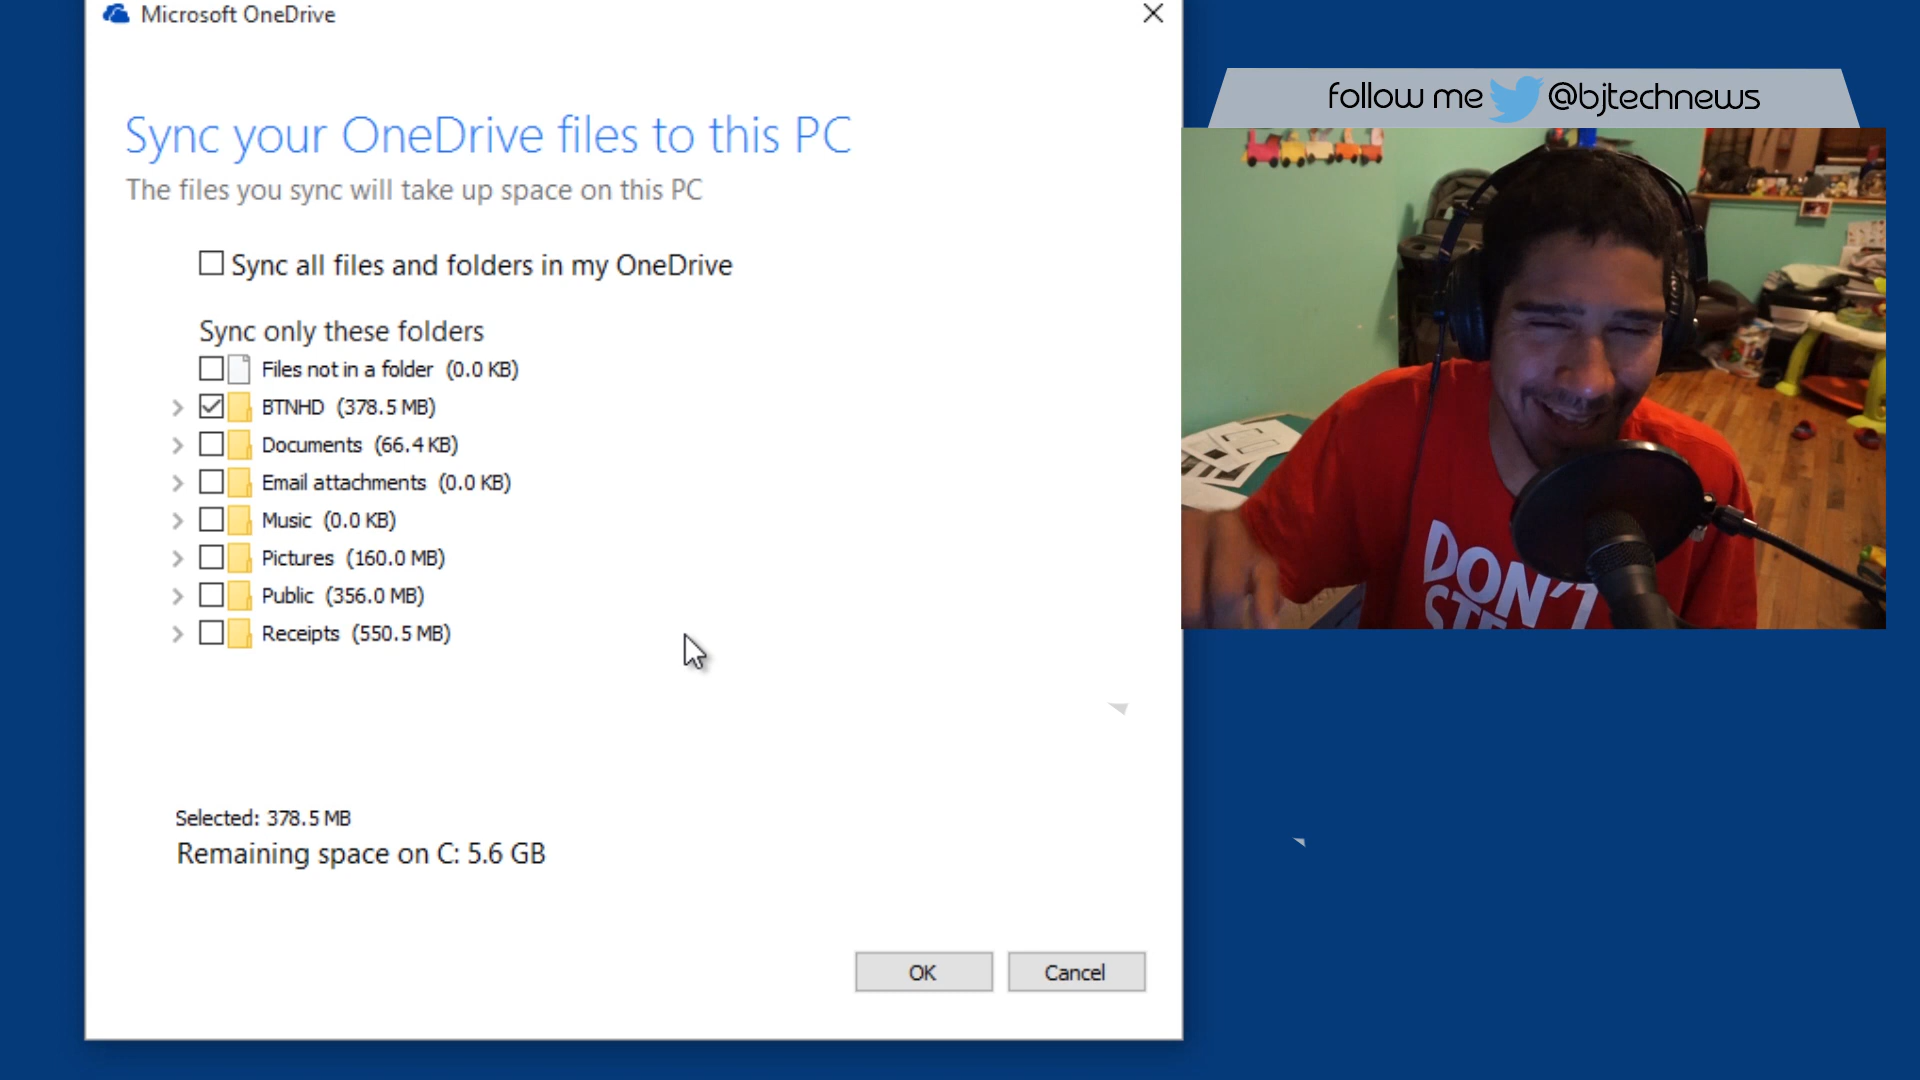 Microsoft OneDrive
follow me @bjtechnews
Sync your OneDrive files to this PC
The files you sync will take up space on this PC
Sync all files and folders in my OneDrive
Sync only these folders
Files not in a folder (0.0 KB)
BTNHD (378.5 MB)
Documents (66.4 KB)
Email attachments (0.0 KB)
Music (0.0 KB)
Pictures (160.0 MB)
Public (356.0 MB)
Receipts (550.5 MB)
DON'T
Selected: 378.5 MB
Remaining space on C: 5.6 GB
OK
Cancel